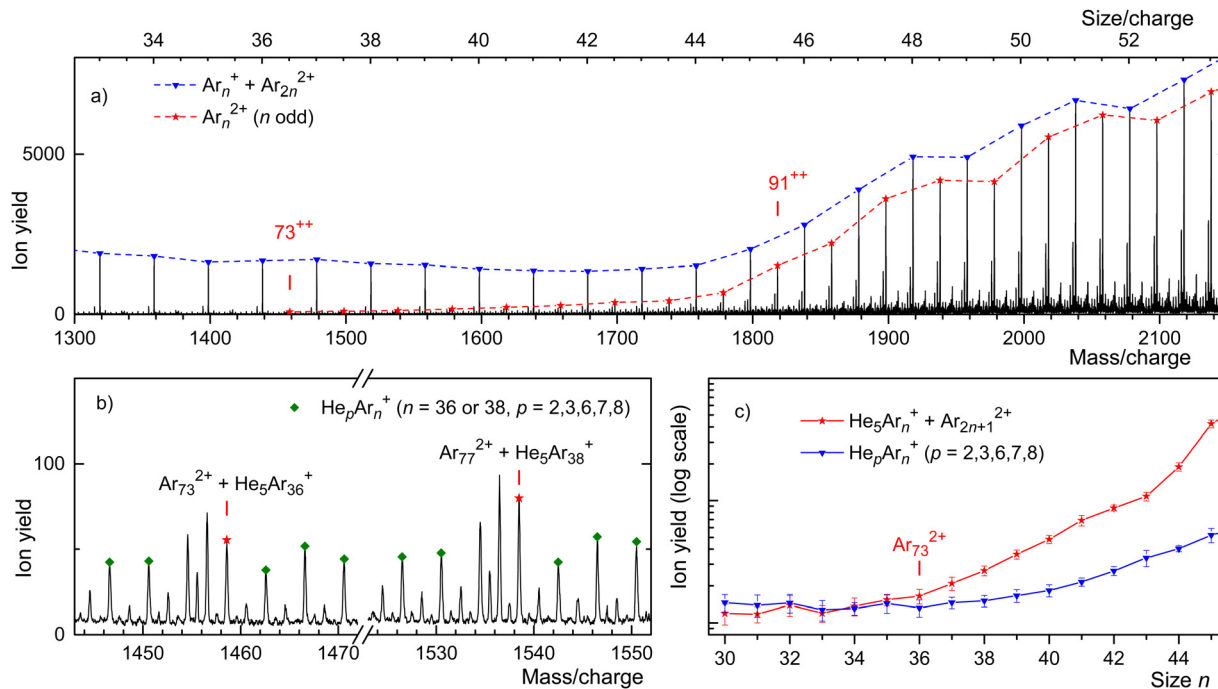 Size/charge
34 36 38 40 42 44 46 48 50 52
a)
Arₙ⁺ + Ar₂ₙ²⁺
Arₙ²⁺ (n odd)
5000
0
Ion yield
73⁺⁺
91⁺⁺
1300 1400 1500 1600 1700 1800 1900 2000 2100
Mass/charge
b)
HeₚArₙ⁺ (n = 36 or 38, p = 2,3,6,7,8)
100
0
Ion yield
Ar₇₇²⁺ + He₅Ar₃₈⁺
Ar₇₃²⁺ + He₅Ar₃₆⁺
1450 1460 1470 1530 1540 1550
Mass/charge
c)
He₅Arₙ⁺ + Ar₂ₙ₊₁²⁺
HeₚArₙ⁺ (p = 2,3,6,7,8)
Ion yield (log scale)
Ar₇₃²⁺
30 32 34 36 38 40 42 44
Size n